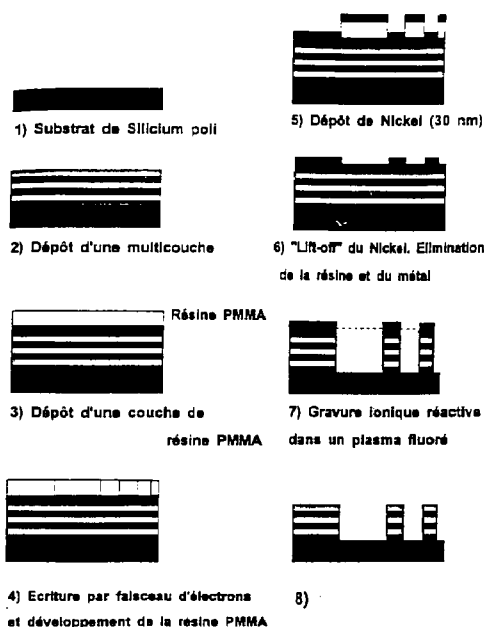 1) Substrat de Silicium poli
2) Dépôt d'une multicouche
Résine PMMA
3) Dépôt d'une couche de
résine PMMA
4) Ecriture par faisceau d'électrons
et développement de la résine PMMA
5) Dépôt de Nickel (30 nm)
6) "Lift-off" du Nickel. Elimination
de la résine et du métal
7) Gravure ionique réactive
dans un plasma fluoré
8)